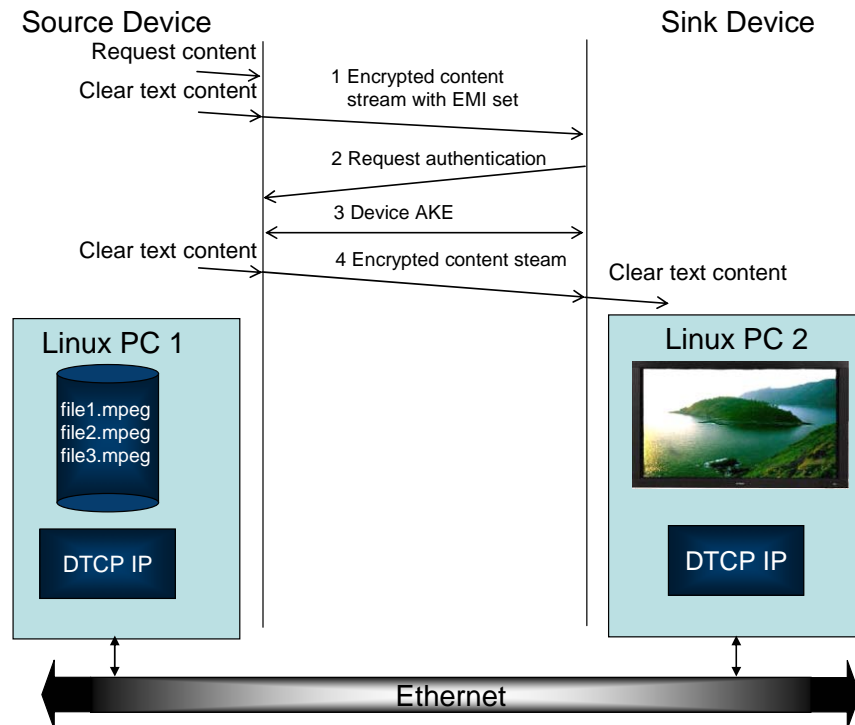 Source Device
Sink Device
Request content
Clear text content
1 Encrypted content
stream with EMI set
2 Request authentication
3 Device AKE
Clear text content
4 Encrypted content steam
Clear text content
Linux PC 1
file1.mpeg
file2.mpeg
file3.mpeg
DTCP IP
Linux PC 2
DTCP IP
Ethernet